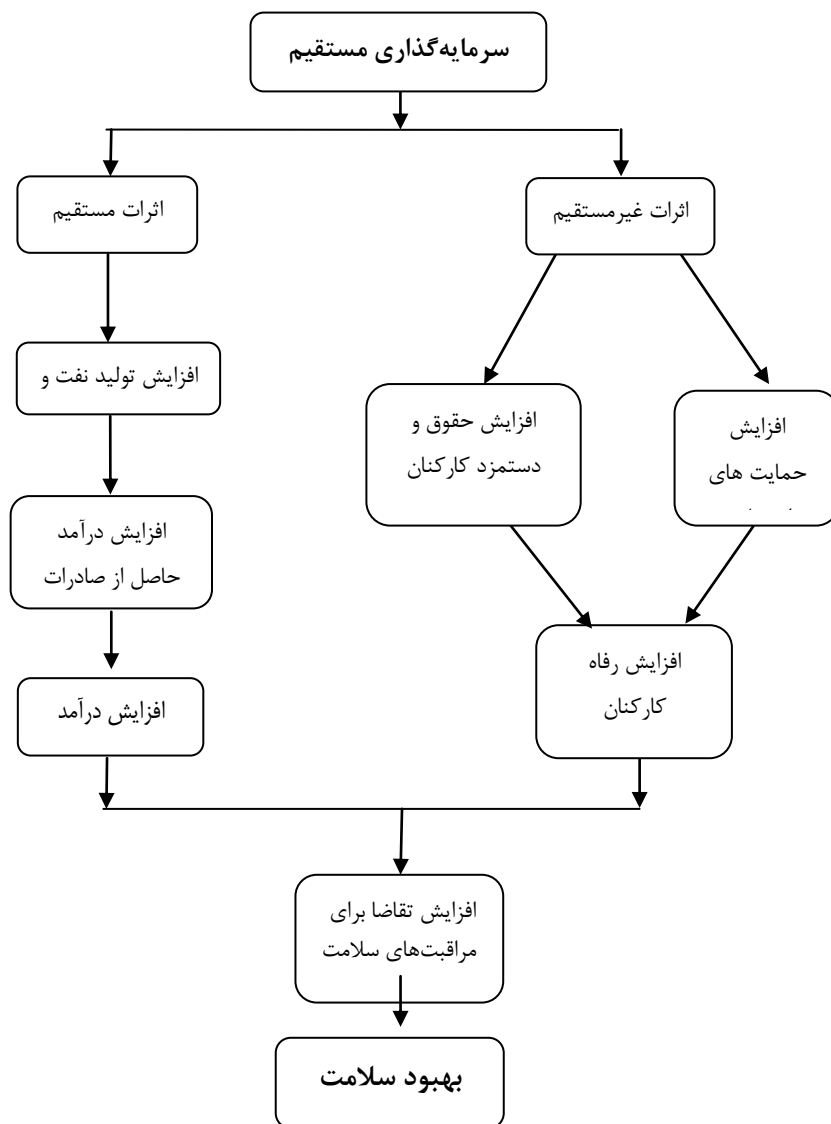 سرمایه‌گذاری مستقیم
اثرات مستقیم
اثرات غیرمستقیم
افزایش تولید نفت و
افزایش حقوق و
دستمزد کارکنان
افزایش
حمایت های
افزایش درآمد
حاصل از صادرات
افزایش رفاه
کارکنان
افزایش درآمد
افزایش تقاضا برای
مراقبت‌های سلامت
بهبود سلامت